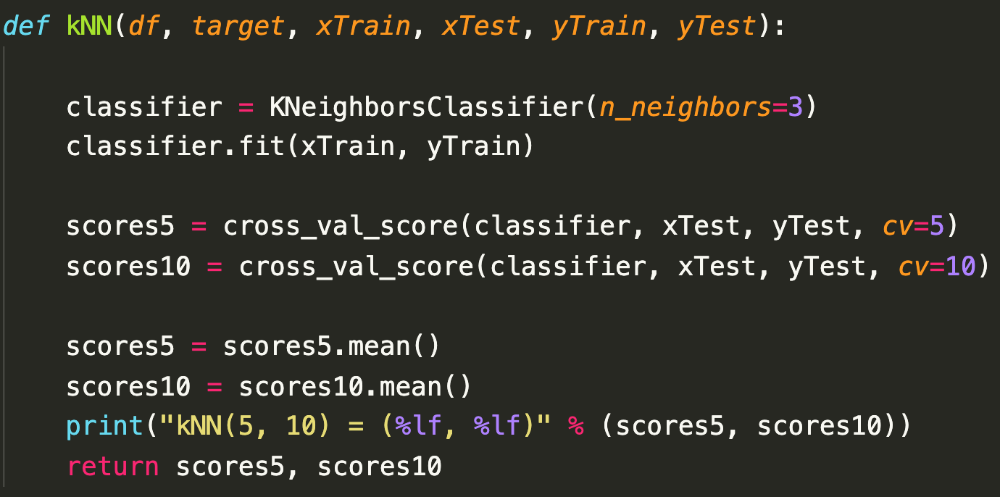 def kNN(df, target, xTrain, xTest, yTrain, yTest):
classifier = KNeighborsClassifier(n_neighbors=3)
classifier.fit(xTrain, yTrain)
scores5 = cross_val_score(classifier, xTest, yTest, cv=5)
scores10 = cross_val_score(classifier, xTest, yTest, cv=10)
scores5 = scores5.mean()
scores10 = scores10.mean()
print("kNN(5, 10) = (%lf, %lf)" % (scores5, scores10))
return scores5, scores10